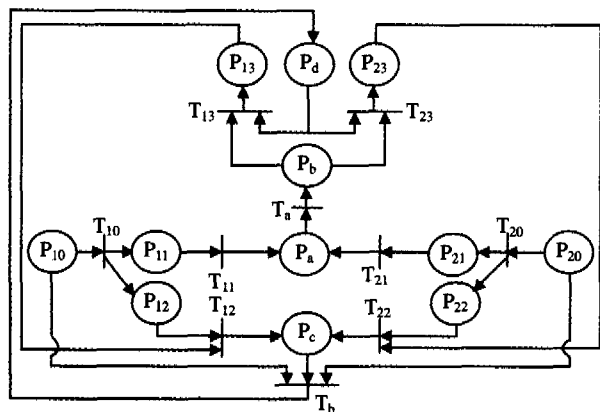 P13 Pd P23
T13 T23
Pb
Ta
P10 T10 P11 Pa P21 T20 P20
T11 T21
P12 T12 T22 P22
Pc
Tb